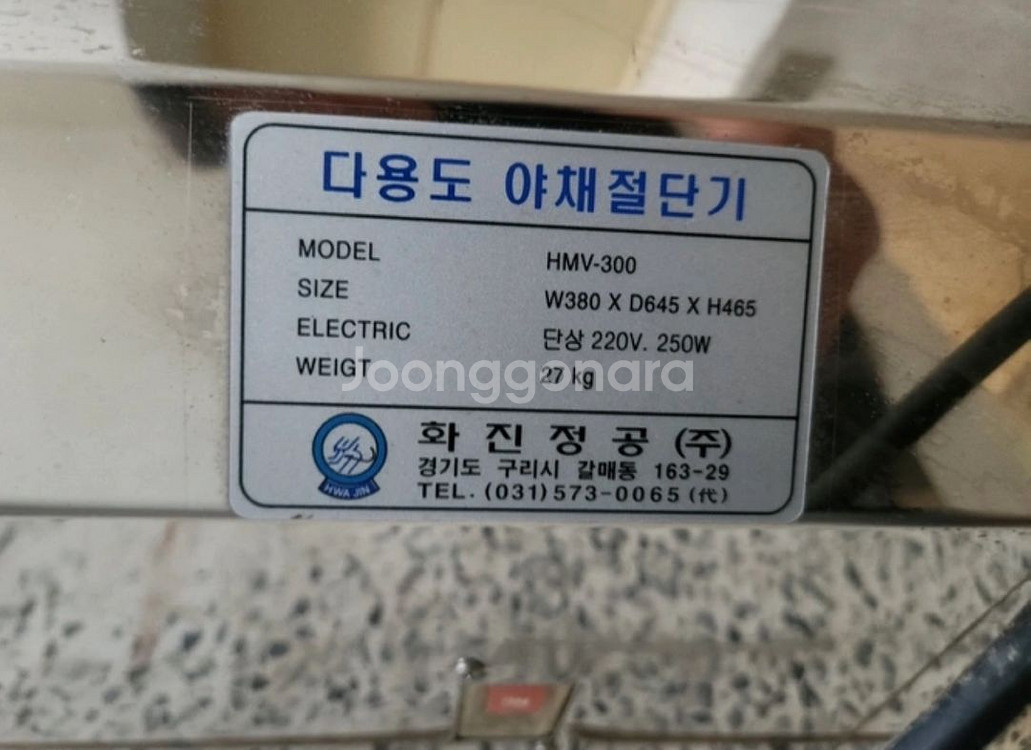 다용도 야채절단기
MODEL HMV-300
SIZE W380 X D645 X H465
ELECTRIC 단상 220V. 250W
WEIGT 27 kg
Joonggonara
화진정공 (주)
HWA JIN
경기도 구리시 갈매동 163-29
TEL. (031) 573-0065 (代)